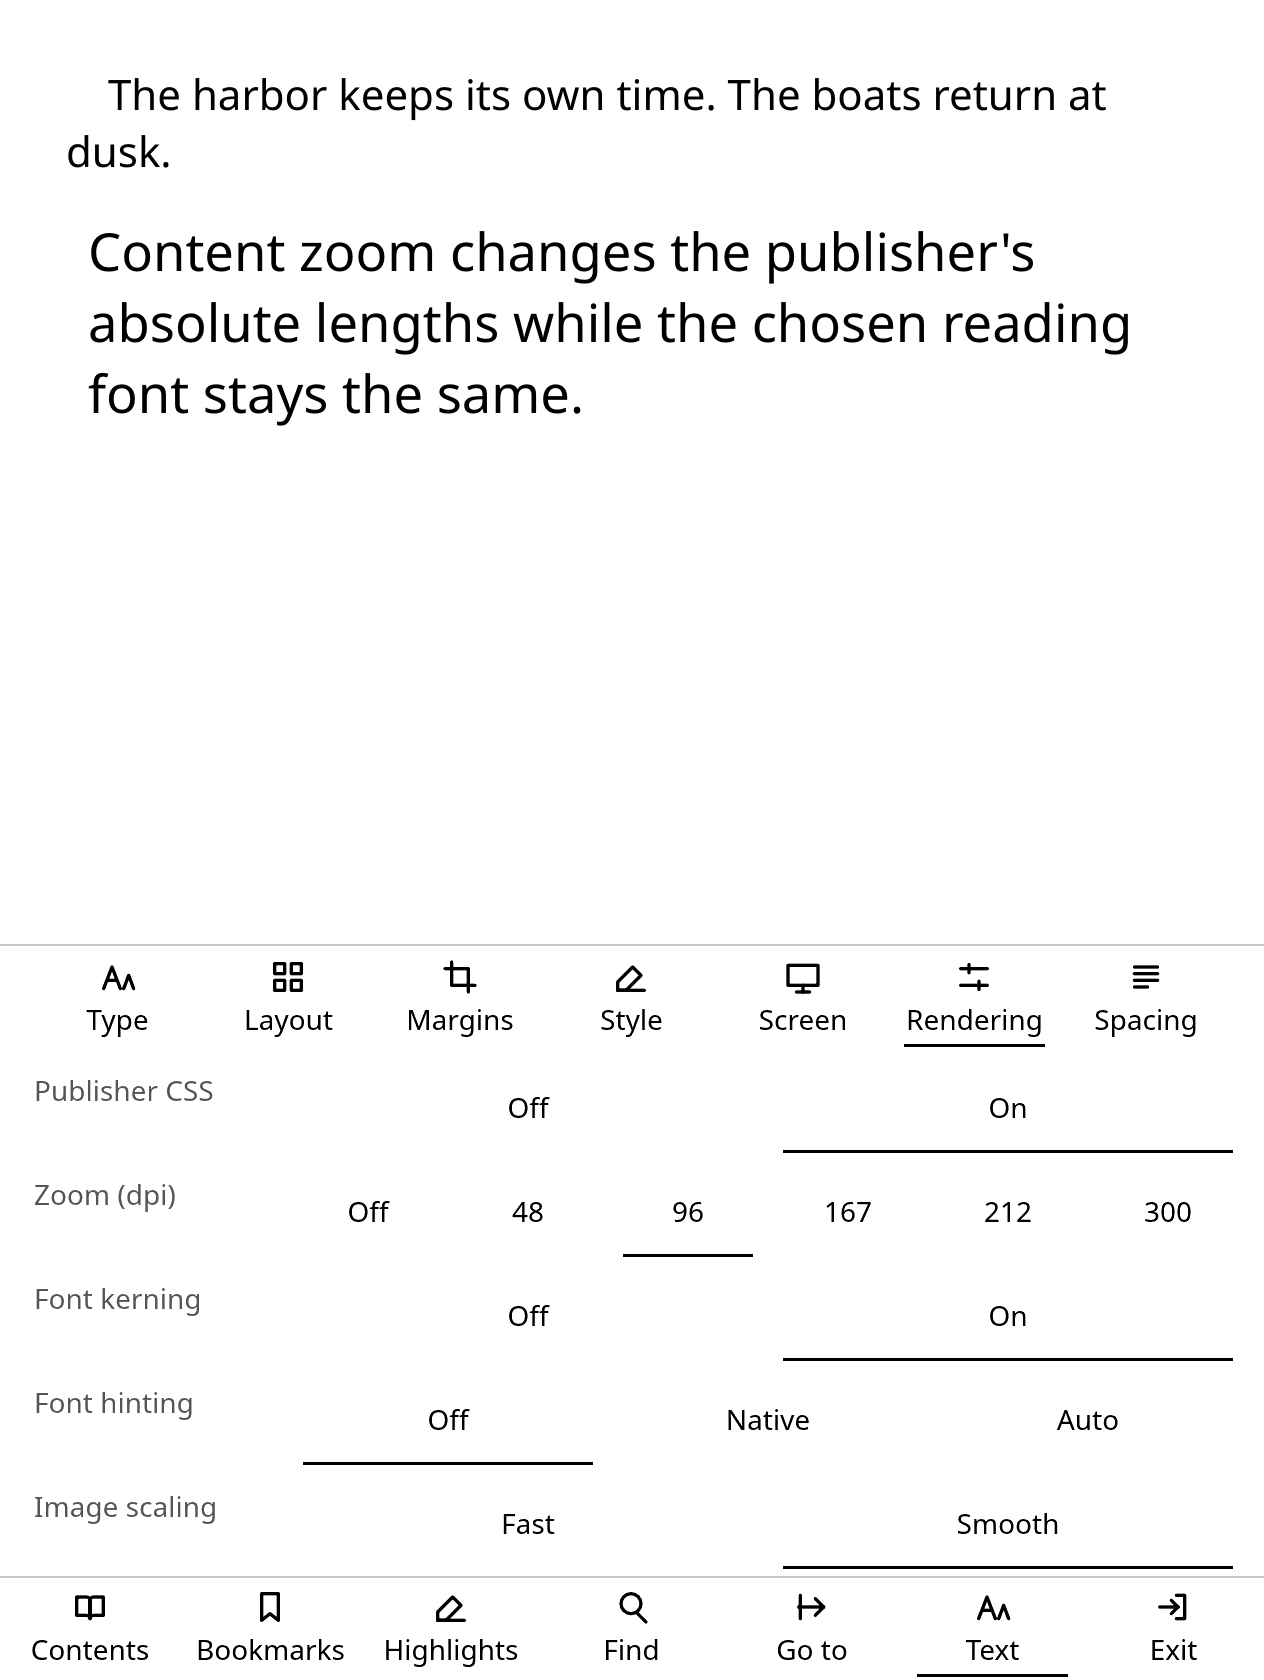 The harbor keeps its own time. The boats return at
dusk.
Content zoom changes the publisher's
absolute lengths while the chosen reading
font stays the same.
Type Layout Margins Style Screen Rendering Spacing
Publisher CSS Off On
Zoom (dpi) Off 48 96 167 212 300
Font kerning Off On
Font hinting Off Native Auto
Image scaling Fast Smooth
Contents Bookmarks Highlights Find Go to Text Exit